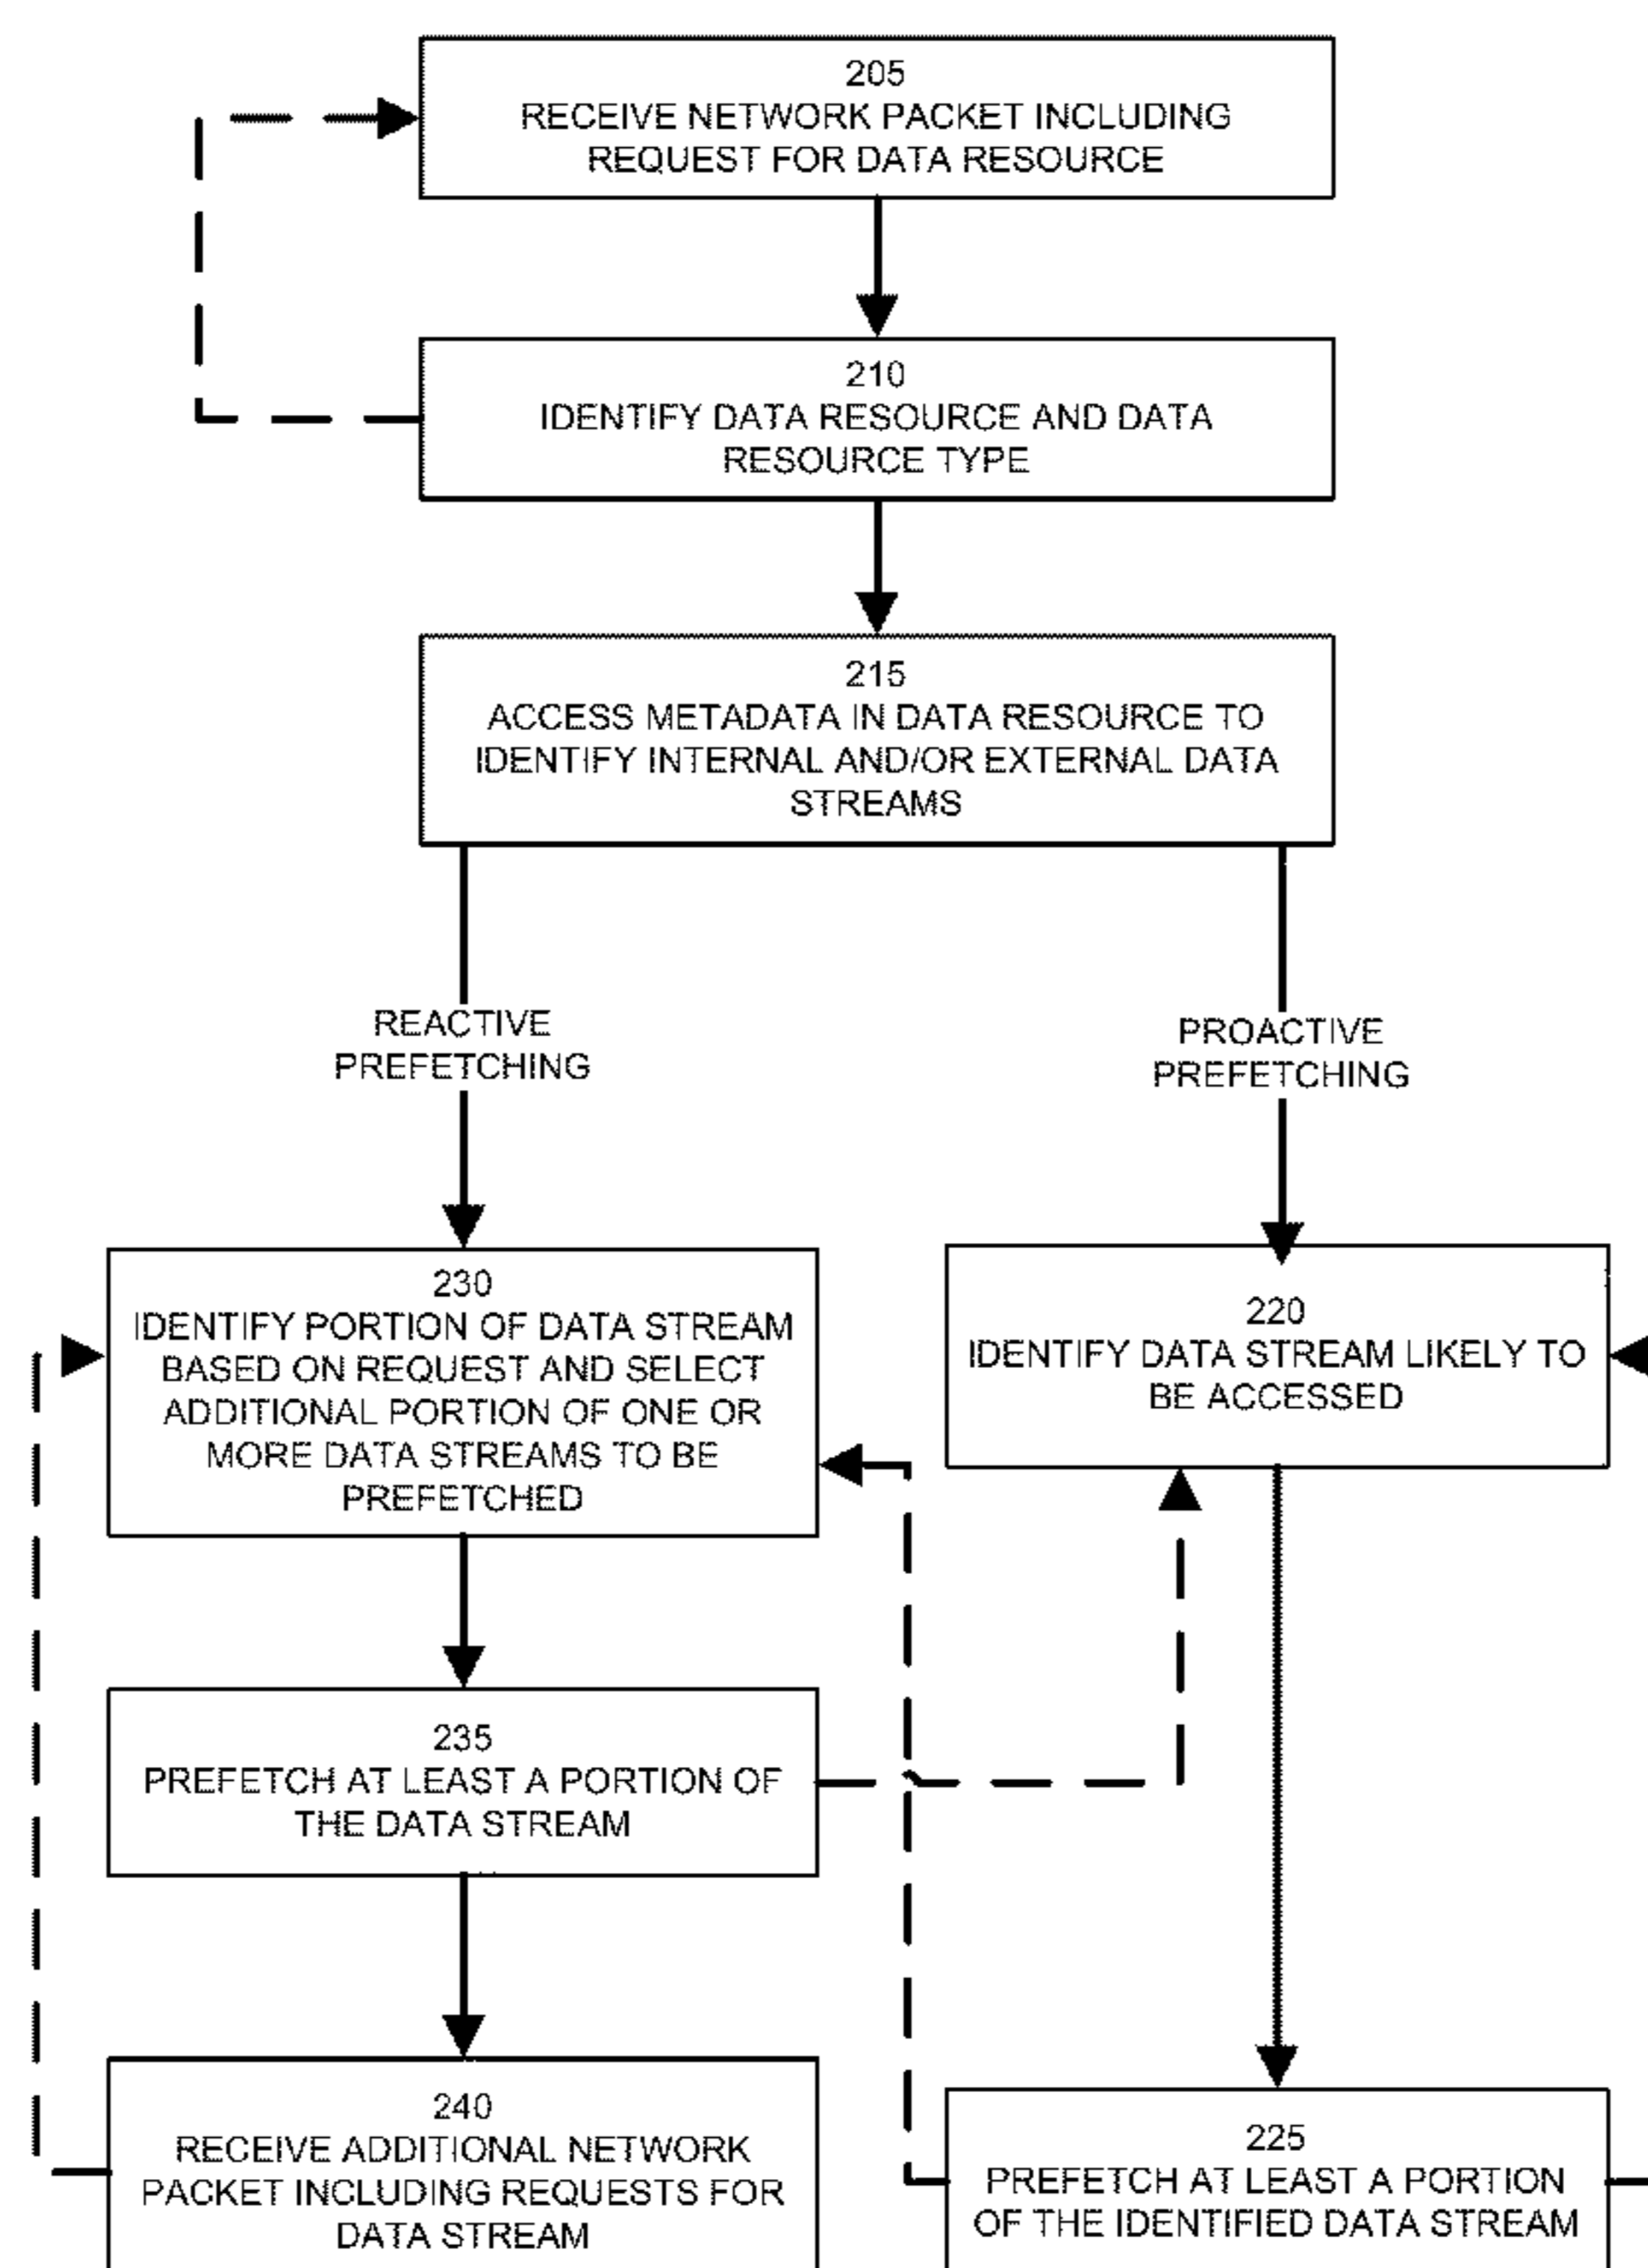 205
RECEIVE NETWORK PACKET INCLUDING
REQUEST FOR DATA RESOURCE
210
IDENTIFY DATA RESOURCE AND DATA
RESOURCE TYPE
215
ACCESS METADATA IN DATA RESOURCE TO
IDENTIFY INTERNAL AND/OR EXTERNAL DATA
STREAMS
REACTIVE
PREFETCHING
PROACTIVE
PREFETCHING
230
IDENTIFY PORTION OF DATA STREAM
BASED ON REQUEST AND SELECT
ADDITIONAL PORTION OF ONE OR
MORE DATA STREAMS TO BE
PREFETCHED
220
IDENTIFY DATA STREAM LIKELY TO
BE ACCESSED
235
PREFETCH AT LEAST A PORTION OF
THE DATA STREAM
240
RECEIVE ADDITIONAL NETWORK
PACKET INCLUDING REQUESTS FOR
DATA STREAM
225
PREFETCH AT LEAST A PORTION
OF THE IDENTIFIED DATA STREAM